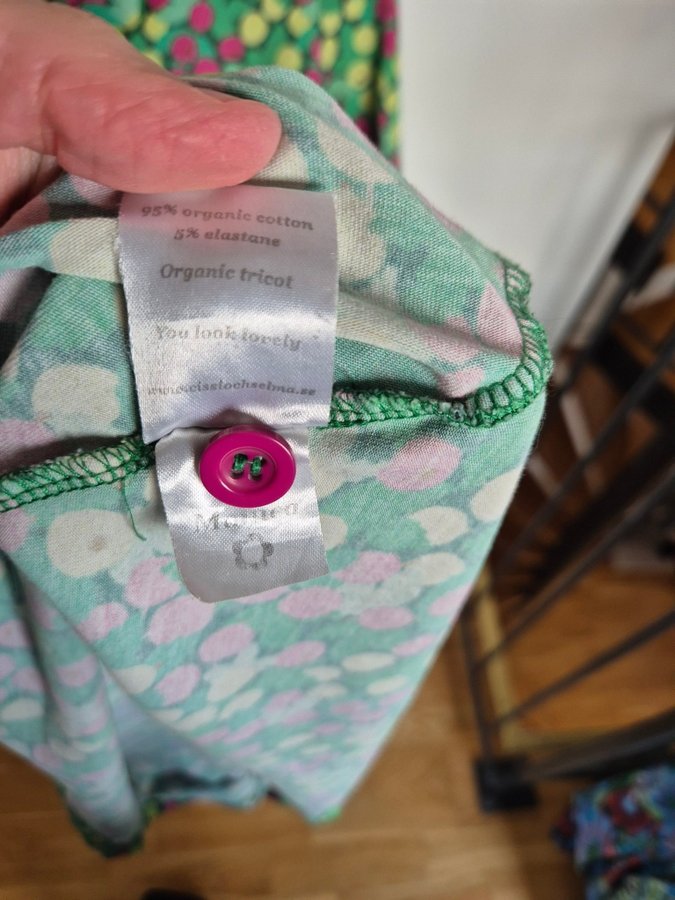 95% organic cotton
5% elastane
Organic tricot
You look lovely
www.cissiochselma.se